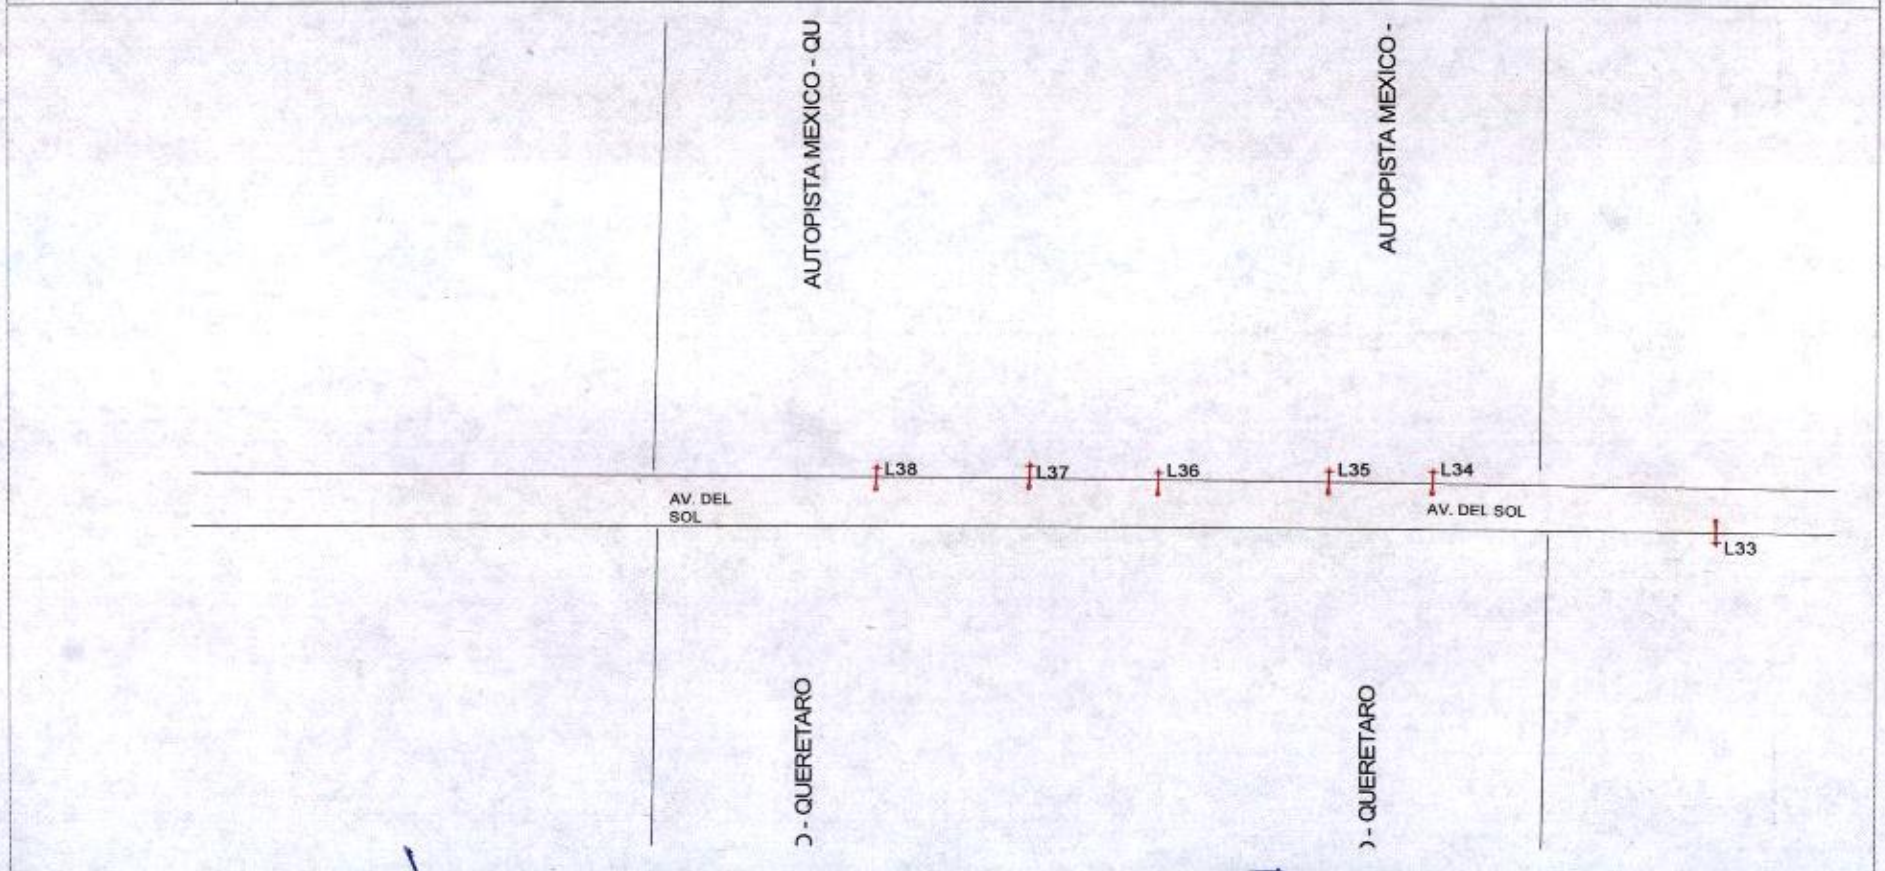 AUTOPISTA MEXICO - QU
AUTOPISTA MEXICO -
L38
L37
L36
L35
L34
AV. DEL
SOL
AV. DEL SOL
L33
O - QUERETARO
O - QUERETARO